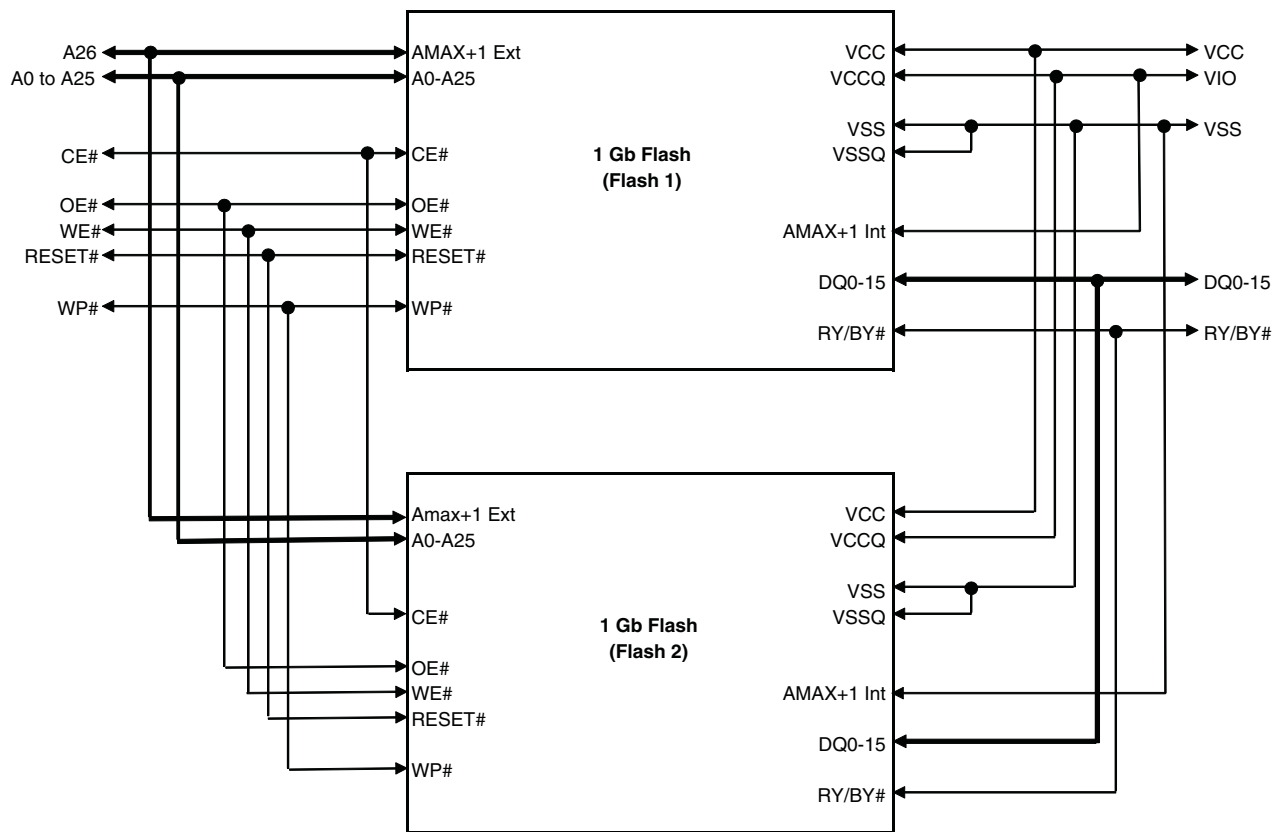 A26
AMAX+1 Ext
VCC
VCC
A0 to A25
A0-A25
VCCQ
VIO
VSS
VSS
CE#
CE#
1 Gb Flash
(Flash 1)
VSSQ
OE#
OE#
WE#
WE#
AMAX+1 Int
RESET#
RESET#
DQ0-15
DQ0-15
WP#
WP#
RY/BY#
RY/BY#
Amax+1 Ext
VCC
A0-A25
VCCQ
VSS
CE#
VSSQ
1 Gb Flash
(Flash 2)
OE#
WE#
AMAX+1 Int
RESET#
DQ0-15
WP#
RY/BY#